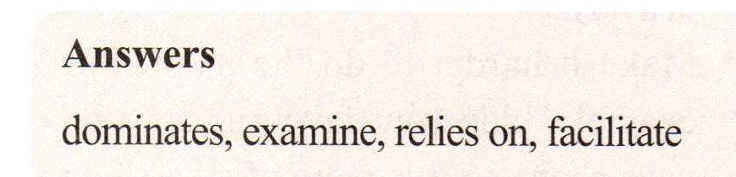 Answers
dominates, examine, relies on, facilitate